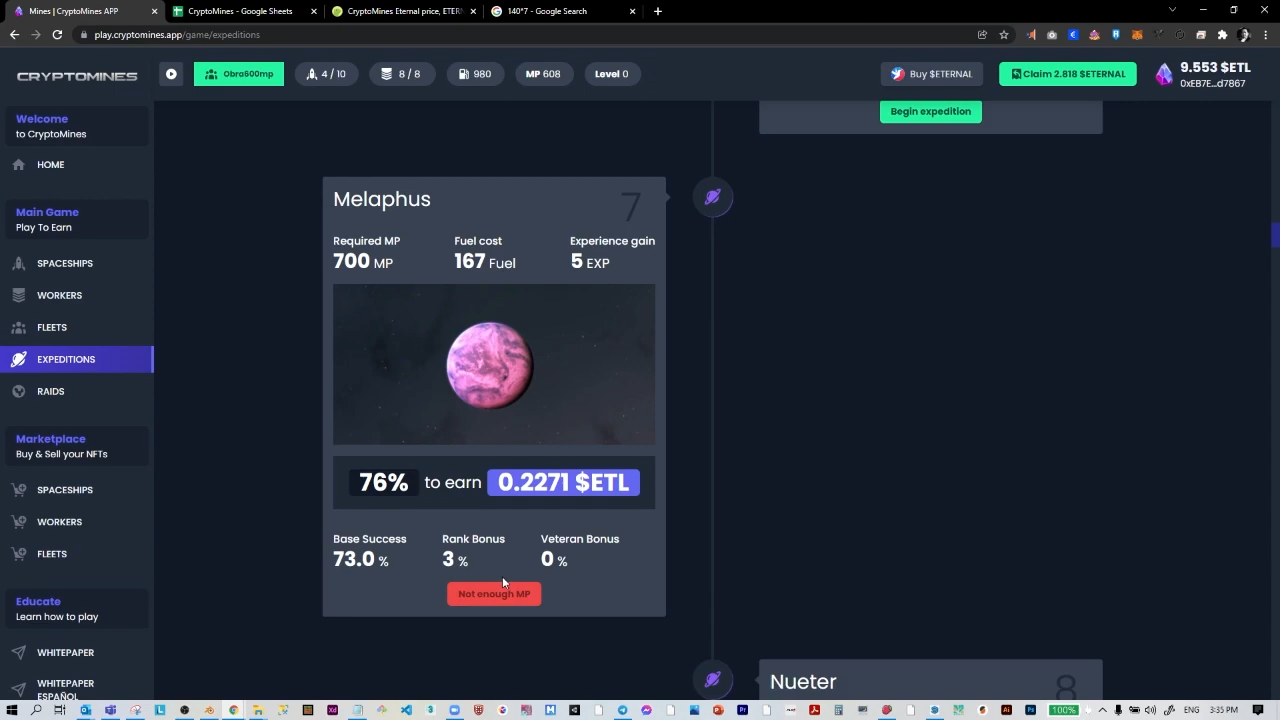 Mines | CryptoMines APP
CryptoMines - Google Sheets
CryptoMines Eternal price, ETERN
140*7 - Google Search
play.cryptomines.app/game/expeditions
CRYPTOMINES
Obra600mp
4 / 10
8 / 8
980
MP 608
Level 0
Buy $ETERNAL
Claim 2.818 $ETERNAL
9.553 $ETL
0xEB7E...d7867
Welcome
to CryptoMines
HOME
Main Game
Play To Earn
SPACESHIPS
WORKERS
FLEETS
EXPEDITIONS
RAIDS
Marketplace
Buy & Sell your NFTs
SPACESHIPS
WORKERS
FLEETS
Educate
Learn how to play
WHITEPAPER
WHITEPAPER
ESPAÑOL
Begin expedition
Melaphus
7
Required MP
700 MP
Fuel cost
167 Fuel
Experience gain
5 EXP
76% to earn 0.2271 $ETL
Base Success
73.0 %
Rank Bonus
3 %
Veteran Bonus
0 %
Not enough MP
Nueter
8
100%
3:33 PM